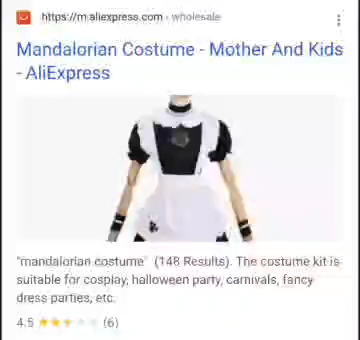 https://m.aliexpress.com › wholesale
Mandalorian Costume - Mother And Kids
- AliExpress
"mandalorian costume" (148 Results). The costume kit is
suitable for cosplay, halloween party, carnivals, fancy
dress parties, etc.
4.5 (6)